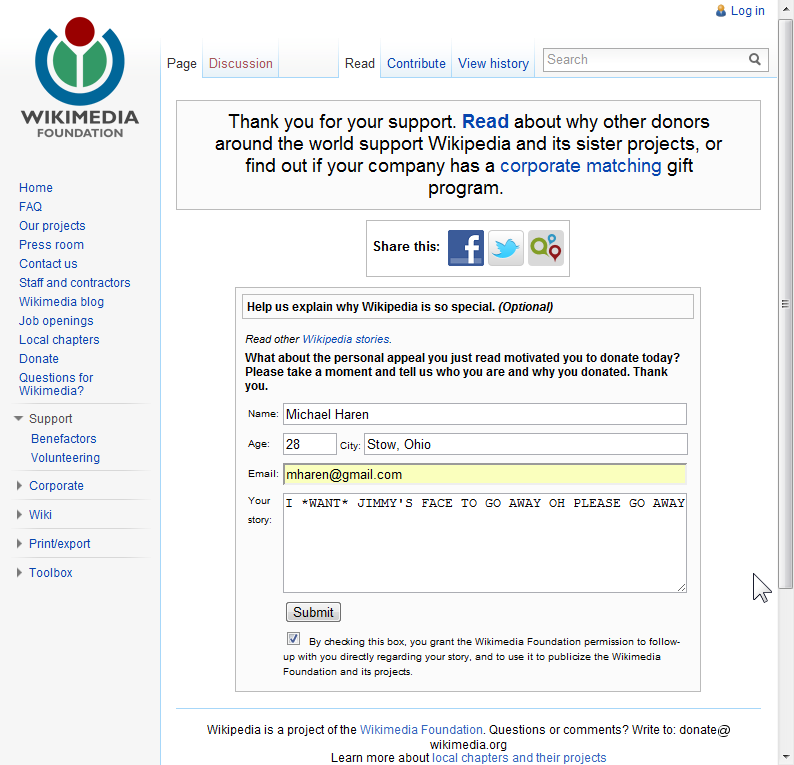 Log in
WIKIMEDIA
FOUNDATION
Page
Discussion
Read
Contribute
View history
Search
Thank you for your support. Read about why other donors
around the world support Wikipedia and its sister projects, or
find out if your company has a corporate matching gift
program.
Share this:
Home
FAQ
Our projects
Press room
Contact us
Staff and contractors
Wikimedia blog
Job openings
Local chapters
Donate
Questions for
Wikimedia?
Support
Benefactors
Volunteering
Corporate
Wiki
Print/export
Toolbox
Help us explain why Wikipedia is so special. (Optional)
Read other Wikipedia stories.
What about the personal appeal you just read motivated you to donate today?
Please take a moment and tell us who you are and why you donated. Thank
you.
Name: Michael Haren
Age: 28 City: Stow, Ohio
Email: mharen@gmail.com
Your
story:
I *WANT* JIMMY'S FACE TO GO AWAY OH PLEASE GO AWAY
Submit
By checking this box, you grant the Wikimedia Foundation permission to follow-
up with you directly regarding your story, and to use it to publicize the Wikimedia
Foundation and its projects.
Wikipedia is a project of the Wikimedia Foundation. Questions or comments? Write to: donate@
wikimedia.org
Learn more about local chapters and their projects